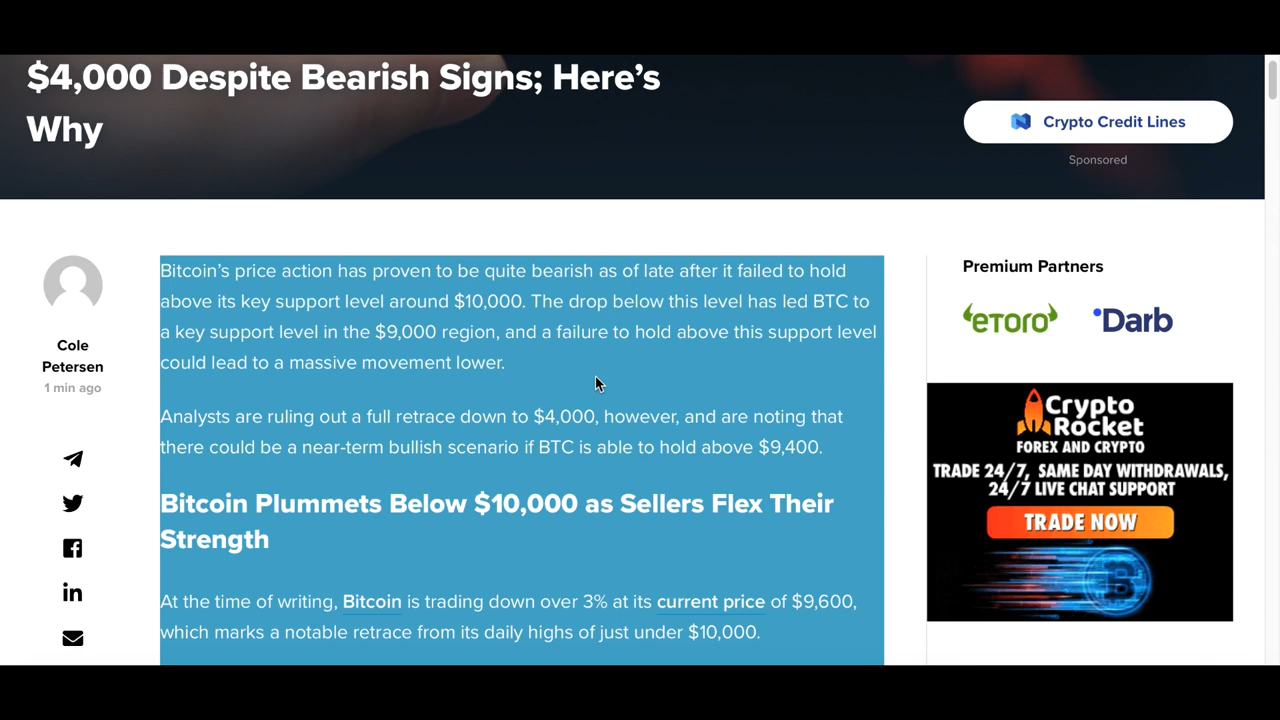 $4,000 Despite Bearish Signs; Here’s
Why
Crypto Credit Lines
Sponsored
Cole
Petersen
1 min ago
Bitcoin’s price action has proven to be quite bearish as of late after it failed to hold
above its key support level around $10,000. The drop below this level has led BTC to
a key support level in the $9,000 region, and a failure to hold above this support level
could lead to a massive movement lower.
Analysts are ruling out a full retrace down to $4,000, however, and are noting that
there could be a near-term bullish scenario if BTC is able to hold above $9,400.
Bitcoin Plummets Below $10,000 as Sellers Flex Their
Strength
At the time of writing, Bitcoin is trading down over 3% at its current price of $9,600,
which marks a notable retrace from its daily highs of just under $10,000.
Premium Partners
eToro
Darb
Crypto
Rocket
FOREX AND CRYPTO
TRADE 24/7, SAME DAY WITHDRAWALS,
24/7 LIVE CHAT SUPPORT
TRADE NOW